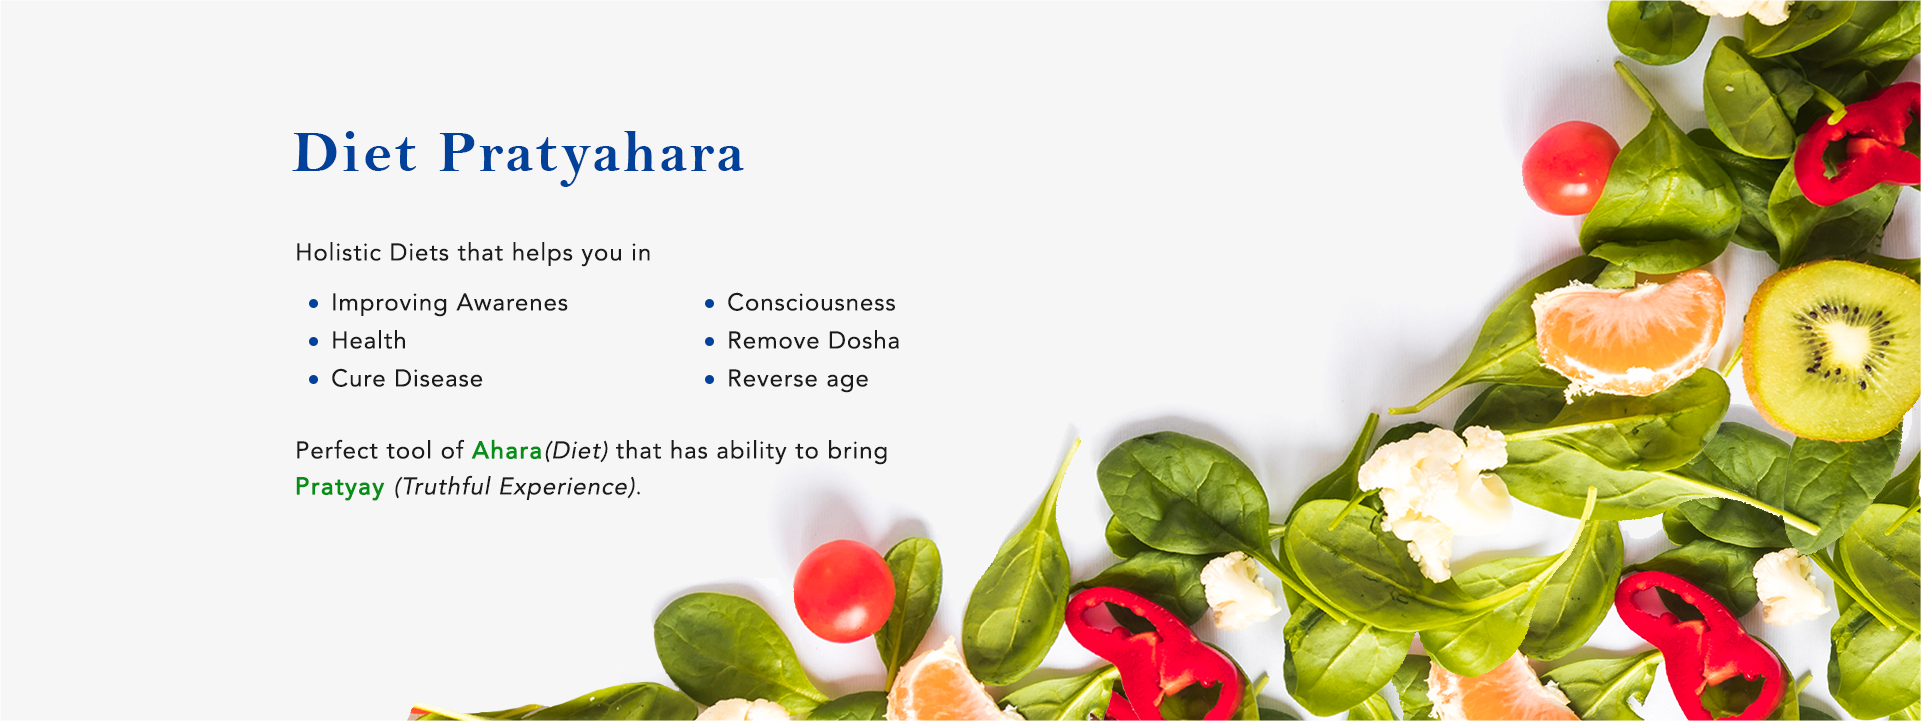 Diet Pratyahara
Holistic Diets that helps you in
• Improving Awarenes
• Health
• Cure Disease
• Consciousness
• Remove Dosha
• Reverse age
Perfect tool of Ahara(Diet) that has ability to bring
Pratyay (Truthful Experience).